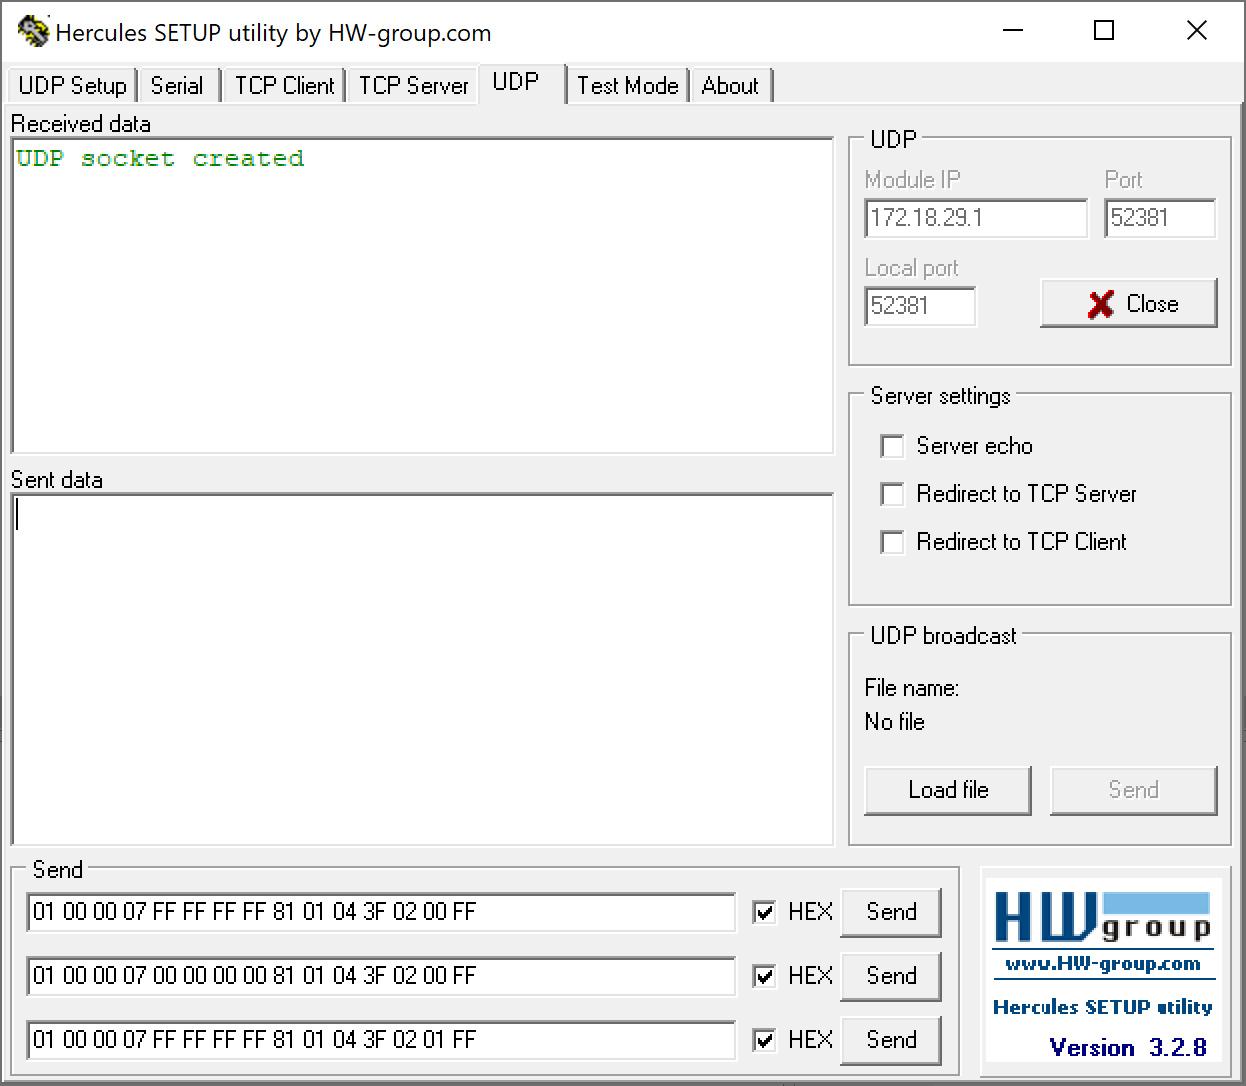 Hercules SETUP utility by HW-group.com
UDP Setup
Serial
TCP Client
TCP Server
UDP
Test Mode
About
Received data
UDP socket created
Sent data
UDP
Module IP
Port
172.18.29.1
52381
Local port
52381
Close
Server settings
Server echo
Redirect to TCP Server
Redirect to TCP Client
UDP broadcast
File name:
No file
Load file
Send
Send
01 00 00 07 FF FF FF FF 81 01 04 3F 02 00 FF
HEX
Send
01 00 00 07 00 00 00 00 81 01 04 3F 02 00 FF
HEX
Send
01 00 00 07 FF FF FF FF 81 01 04 3F 02 01 FF
HEX
Send
HWgroup
www.HW-group.com
Hercules SETUP utility
Version 3.2.8